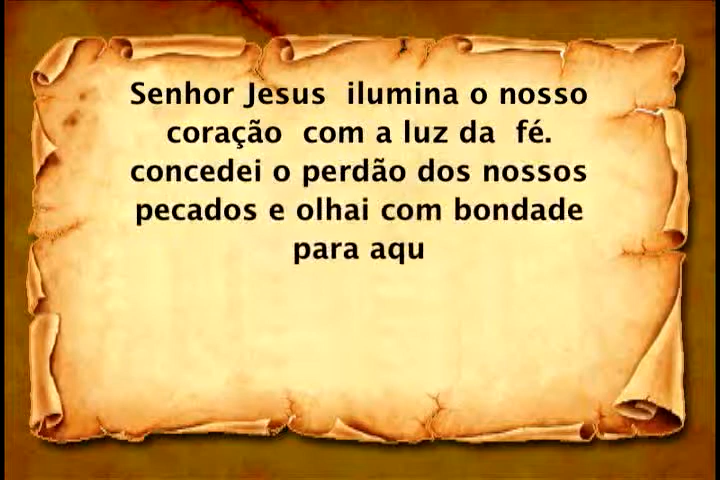 Senhor Jesus  ilumina o nosso
coração  com a luz da  fé.
concedei o perdão dos nossos
pecados e olhai com bondade
para aqu